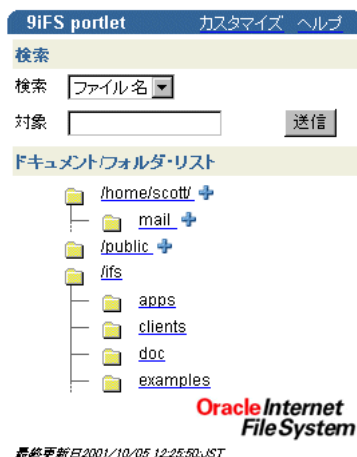 9iFS portlet カスタマイズ ヘルプ
検索
検索 ファイル名
対象 送信
ドキュメント/フォルダ・リスト
/home/scott/
mail
/public
/ifs
apps
clients
doc
examples
Oracle Internet
File System
最終更新日2001/10/05 12:25:50 JST